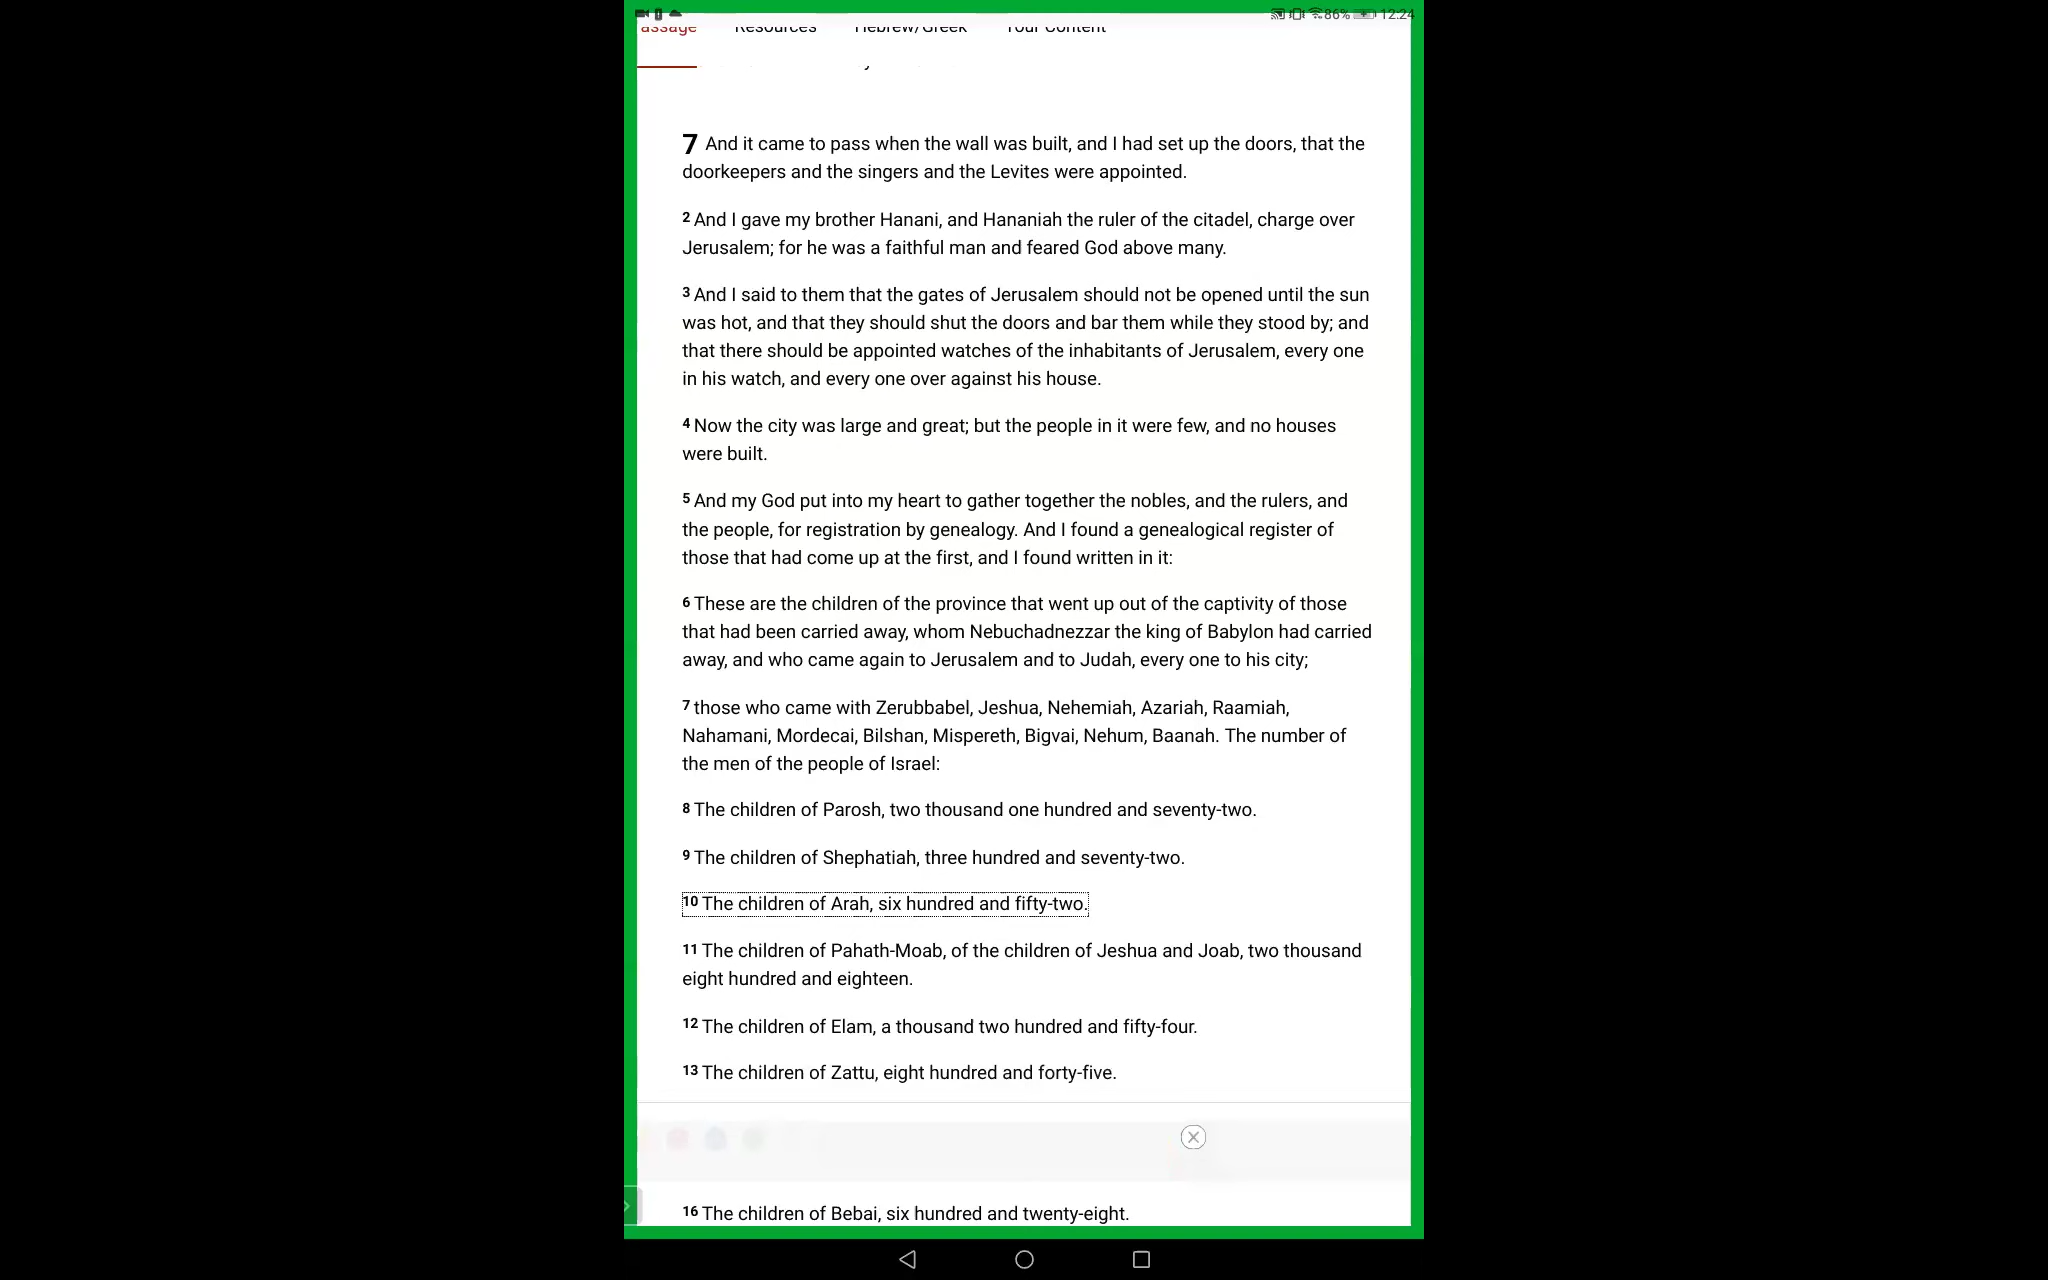 86% 12:24
assage Resources Hebrew/Greek Your Content
7 And it came to pass when the wall was built, and I had set up the doors, that the
doorkeepers and the singers and the Levites were appointed.
2 And I gave my brother Hanani, and Hananiah the ruler of the citadel, charge over
Jerusalem; for he was a faithful man and feared God above many.
3 And I said to them that the gates of Jerusalem should not be opened until the sun
was hot, and that they should shut the doors and bar them while they stood by; and
that there should be appointed watches of the inhabitants of Jerusalem, every one
in his watch, and every one over against his house.
4 Now the city was large and great; but the people in it were few, and no houses
were built.
5 And my God put into my heart to gather together the nobles, and the rulers, and
the people, for registration by genealogy. And I found a genealogical register of
those that had come up at the first, and I found written in it:
6 These are the children of the province that went up out of the captivity of those
that had been carried away, whom Nebuchadnezzar the king of Babylon had carried
away, and who came again to Jerusalem and to Judah, every one to his city;
7 those who came with Zerubbabel, Jeshua, Nehemiah, Azariah, Raamiah,
Nahamani, Mordecai, Bilshan, Mispereth, Bigvai, Nehum, Baanah. The number of
the men of the people of Israel:
8 The children of Parosh, two thousand one hundred and seventy-two.
9 The children of Shephatiah, three hundred and seventy-two.
10 The children of Arah, six hundred and fifty-two.
11 The children of Pahath-Moab, of the children of Jeshua and Joab, two thousand
eight hundred and eighteen.
12 The children of Elam, a thousand two hundred and fifty-four.
13 The children of Zattu, eight hundred and forty-five.
16 The children of Bebai, six hundred and twenty-eight.